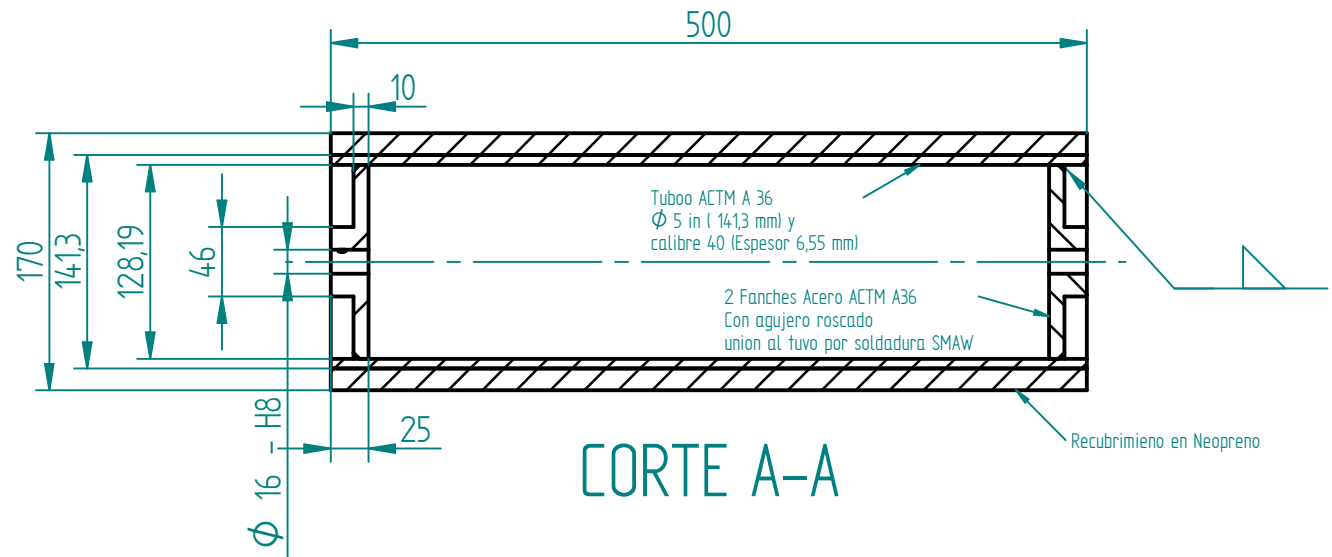 500
10
170
141,3
128,19
46
Tuboo ACTM A 36
Ø 5 in ( 141,3 mm) y
calibre 40 (Espesor 6,55 mm)
2 Fanches Acero ACTM A36
Con agujero roscado
union al tuvo por soldadura SMAW
Ø 16 - H8
25
CORTE A-A
Recubrimieno en Neopreno